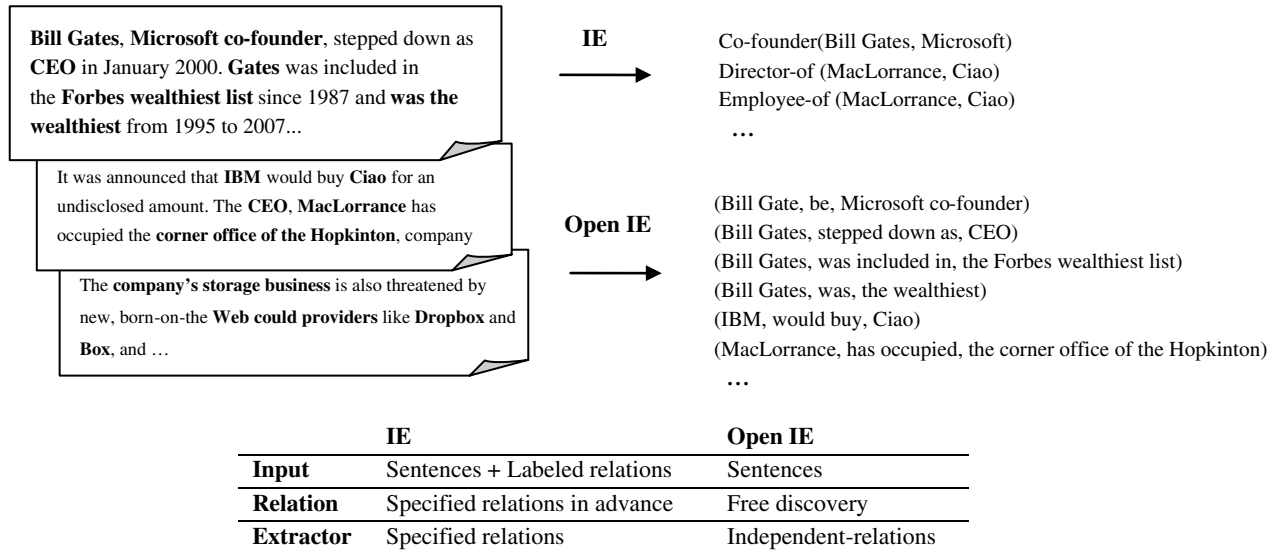 Bill Gates, Microsoft co-founder, stepped down as
CEO in January 2000. Gates was included in
the Forbes wealthiest list since 1987 and was the
wealthiest from 1995 to 2007...
It was announced that IBM would buy Ciao for an
undisclosed amount. The CEO, MacLorrance has
occupied the corner office of the Hopkinton, company
The company's storage business is also threatened by
new, born-on-the Web could providers like Dropbox and
Box, and …
IE
Co-founder(Bill Gates, Microsoft)
Director-of (MacLorrance, Ciao)
Employee-of (MacLorrance, Ciao)
…
Open IE
(Bill Gate, be, Microsoft co-founder)
(Bill Gates, stepped down as, CEO)
(Bill Gates, was included in, the Forbes wealthiest list)
(Bill Gates, was, the wealthiest)
(IBM, would buy, Ciao)
(MacLorrance, has occupied, the corner office of the Hopkinton)
…
IE Open IE
Input Sentences + Labeled relations Sentences
Relation Specified relations in advance Free discovery
Extractor Specified relations Independent-relations